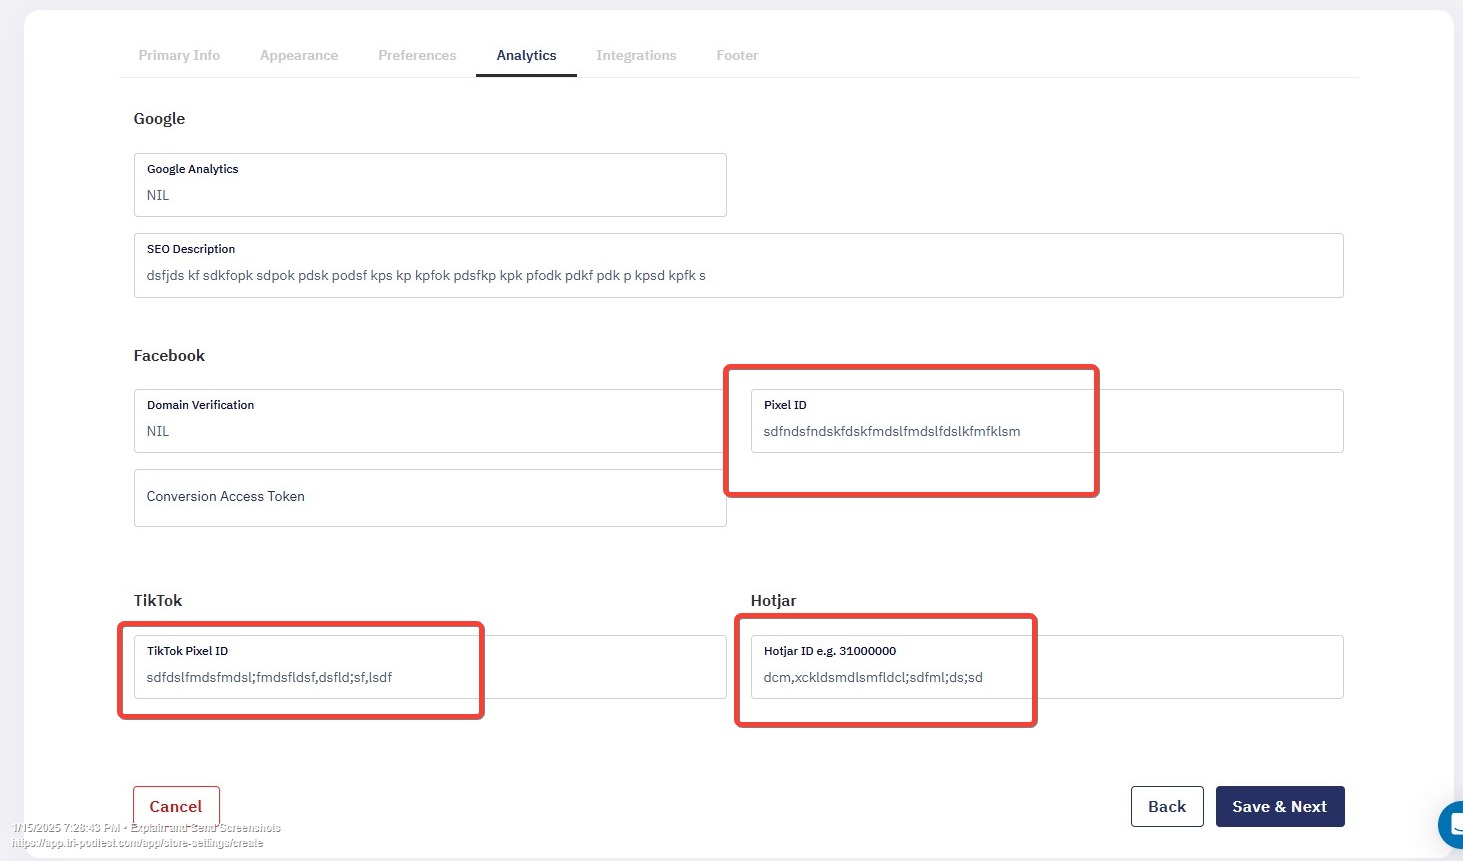 Primary Info Appearance Preferences Analytics Integrations Footer
Google
Google Analytics
NIL
SEO Description
dsfjds kf sdkfopk sdpok pdsk podsf kps kp kpfok pdsfkp kpk pfodk pdkf pdk p kpsd kpfk s
Facebook
Domain Verification
NIL
Pixel ID
sdfndsfndskfdskfmdslfmdslfdslkfmfklsm
Conversion Access Token
TikTok
TikTok Pixel ID
sdfdslfmdsfmdsl;fmdsfldsf,dsfld;sf,lsdf
Hotjar
Hotjar ID e.g. 31000000
dcm,xckldsmdlsmfldcl;sdfml;ds;sd
Cancel Back Save & Next
1/15/2025 7:28:43 PM • Explain and Send Screenshots
https://app.tri-podtest.com/app/store-settings/create